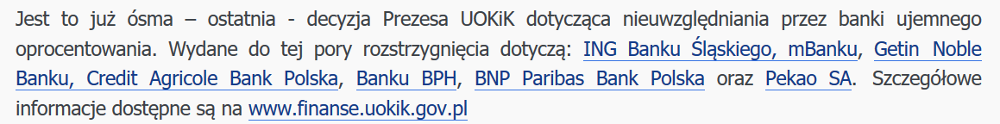 Jest to już ósma – ostatnia - decyzja Prezesa UOKiK dotycząca nieuwzględniania przez banki ujemnego
oprocentowania. Wydane do tej pory rozstrzygnięcia dotyczą: ING Banku Śląskiego, mBanku, Getin Noble
Banku, Credit Agricole Bank Polska, Banku BPH, BNP Paribas Bank Polska oraz Pekao SA. Szczegółowe
informacje dostępne są na www.finanse.uokik.gov.pl